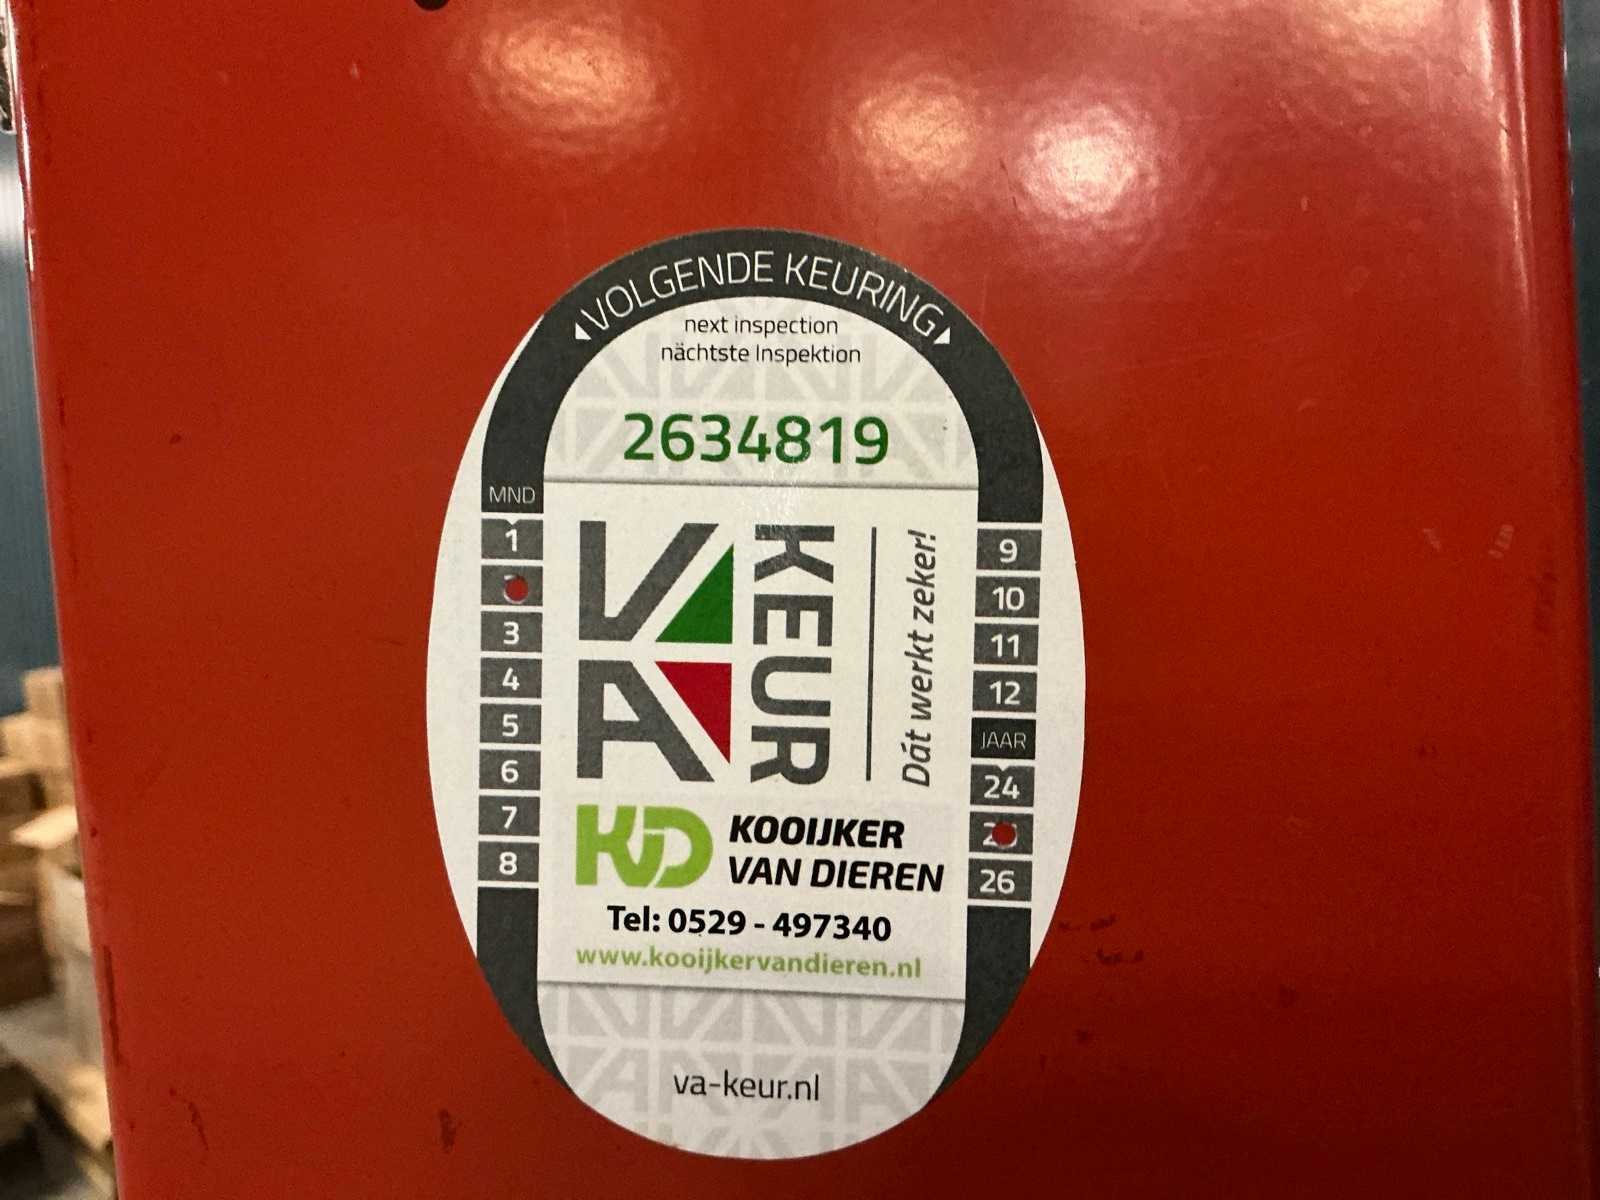 VOLGENDE KEURING
next inspection
nächtste Inspektion
2634819
MND
1
3
4
5
6
7
8
VA
KEUR
Dát werkt zeker!
9
10
11
12
JAAR
24
26
KVD KOOIJKER
VAN DIEREN
Tel: 0529 - 497340
www.kooijkervandieren.nl
va-keur.nl